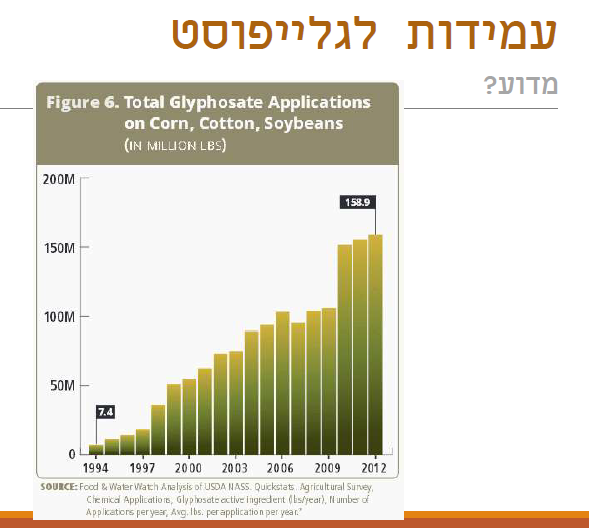 עמידות לגלייפוסט
מדוע?
Figure 6. Total Glyphosate Applications
on Corn, Cotton, Soybeans
(IN MILLION LBS)
200M
150M
100M
50M
0
158.9
7.4
1994 1997 2000 2003 2006 2009 2012
SOURCE: Food & Water Watch Analysis of USDA NASS. Quickstats. Agricultural Survey,
Chemical Applications, Glyphosate active ingredient (lbs/year), Number of
Applications per year, Avg. lbs. per application per year."